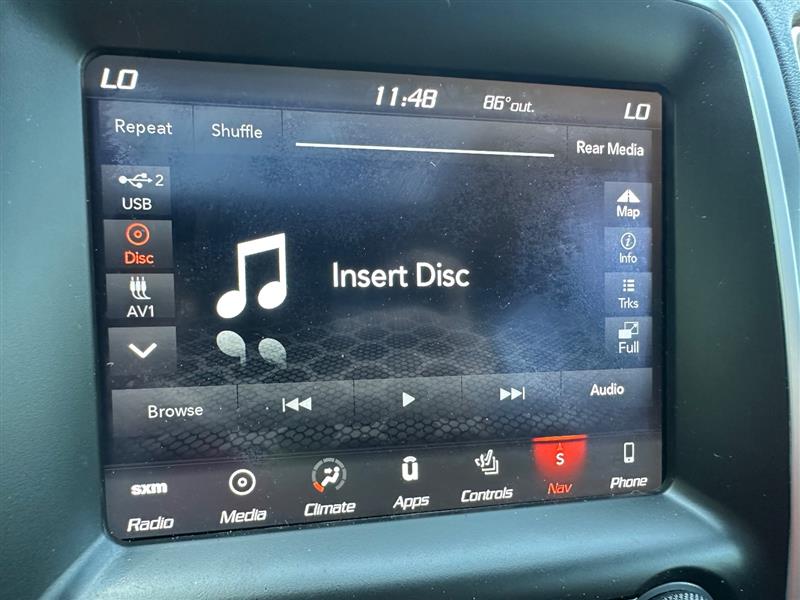 LO
11:48
86°out.
LO
Repeat
Shuffle
Rear Media
2
USB
Disc
AV1
Insert Disc
Map
Info
Trks
Full
Browse
Audio
sxm
Radio
Media
Climate
ū
Apps
Controls
S
Nav
Phone